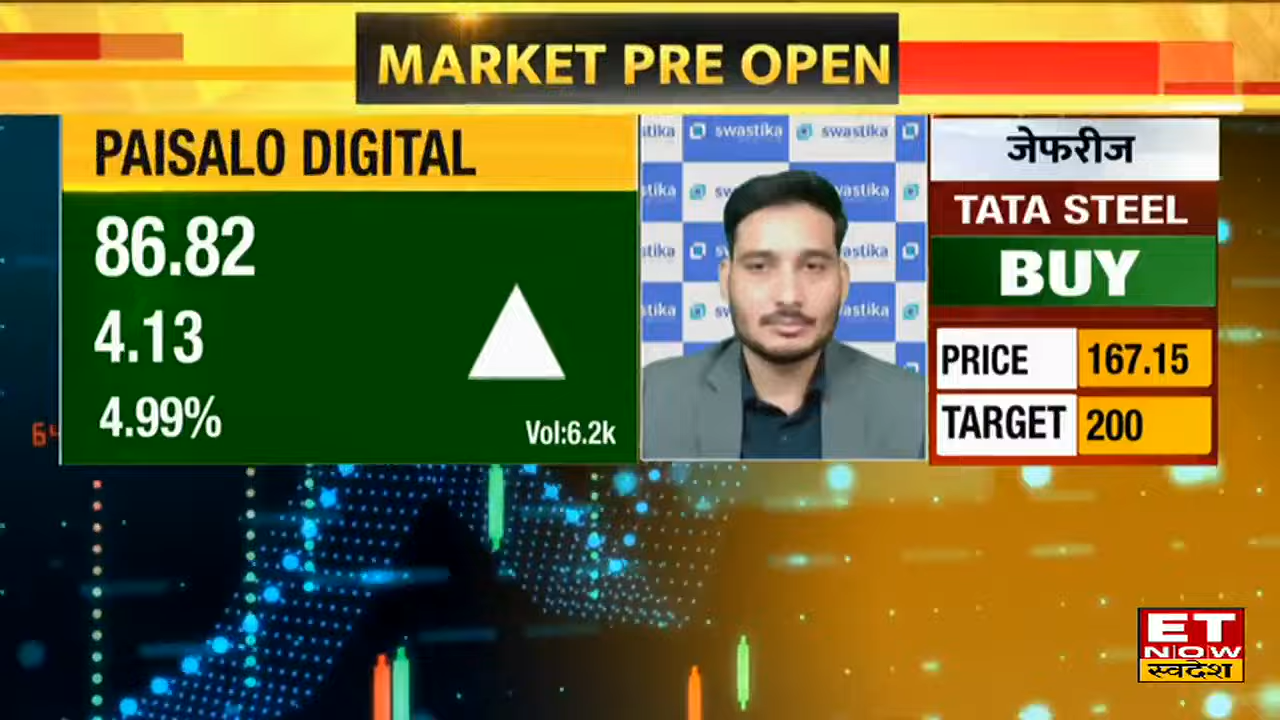 MARKET PRE OPEN
PAISALO DIGITAL
86.82
4.13
4.99%
Vol:6.2k
swastika swastika
जेफरीज
TATA STEEL
BUY
PRICE 167.15
TARGET 200
ET
NOW
स्वदेश